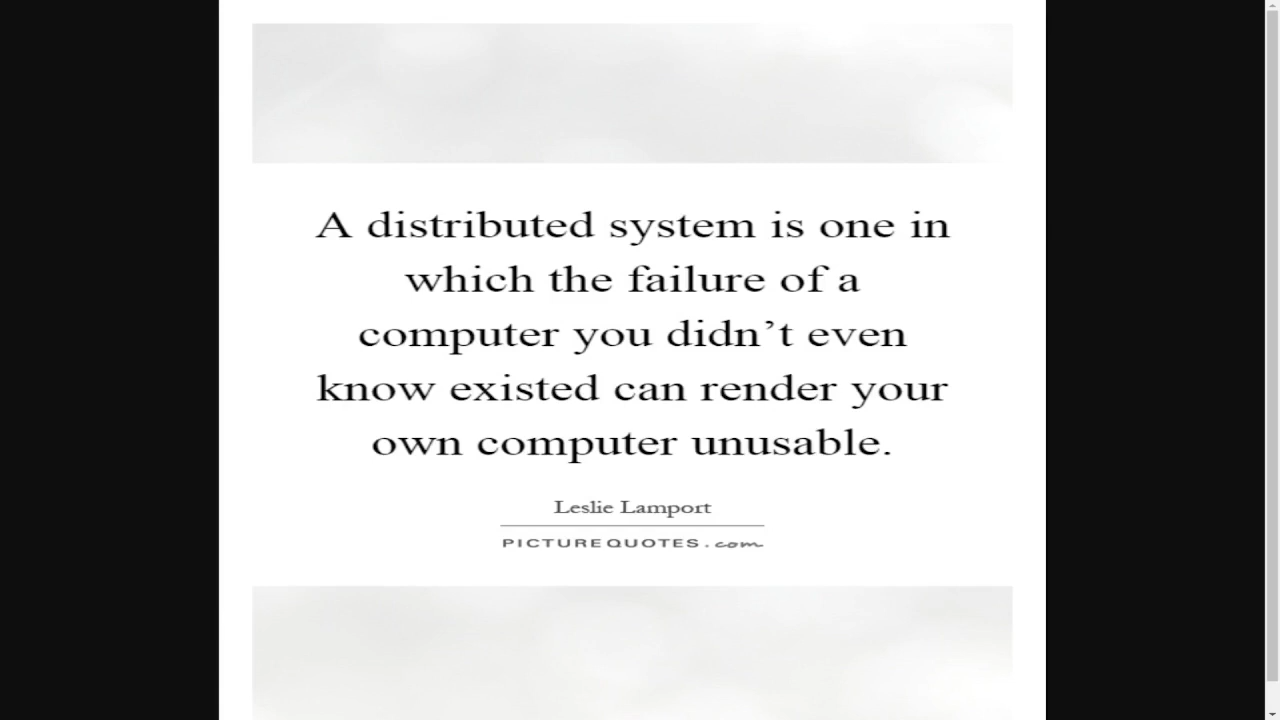 A distributed system is one in
which the failure of a
computer you didn’t even
know existed can render your
own computer unusable.
Leslie Lamport
PICTUREQUOTES.com